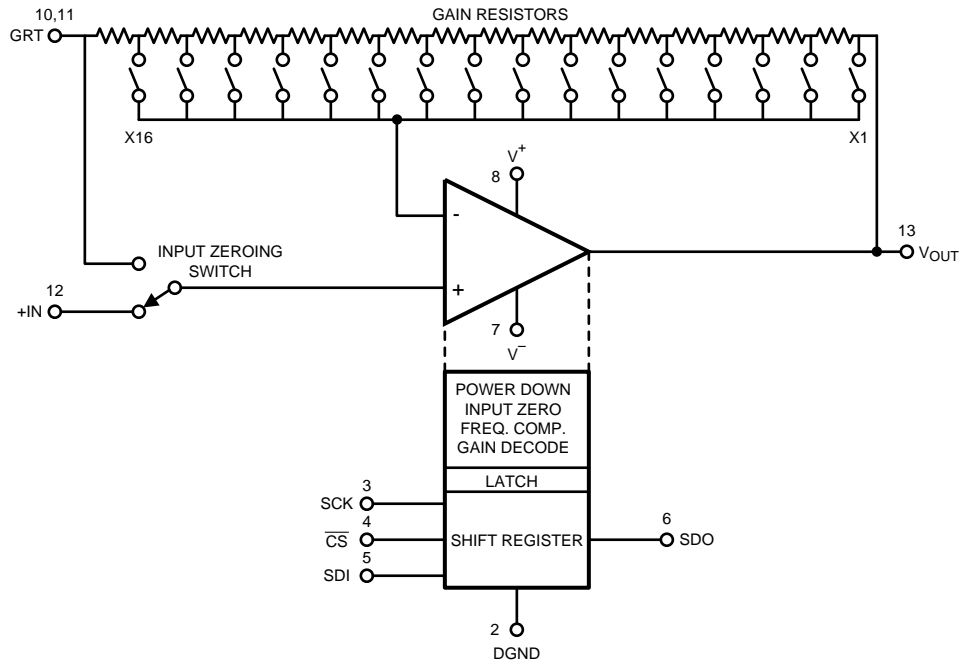 10,11
GRT
GAIN RESISTORS
X16
X1
V+
8
-
+
INPUT ZEROING
SWITCH
12
+IN
13
VOUT
7
V–
POWER DOWN
INPUT ZERO
FREQ. COMP.
GAIN DECODE
LATCH
3
SCK
4
CS
5
SDI
SHIFT REGISTER
6
SDO
2
DGND